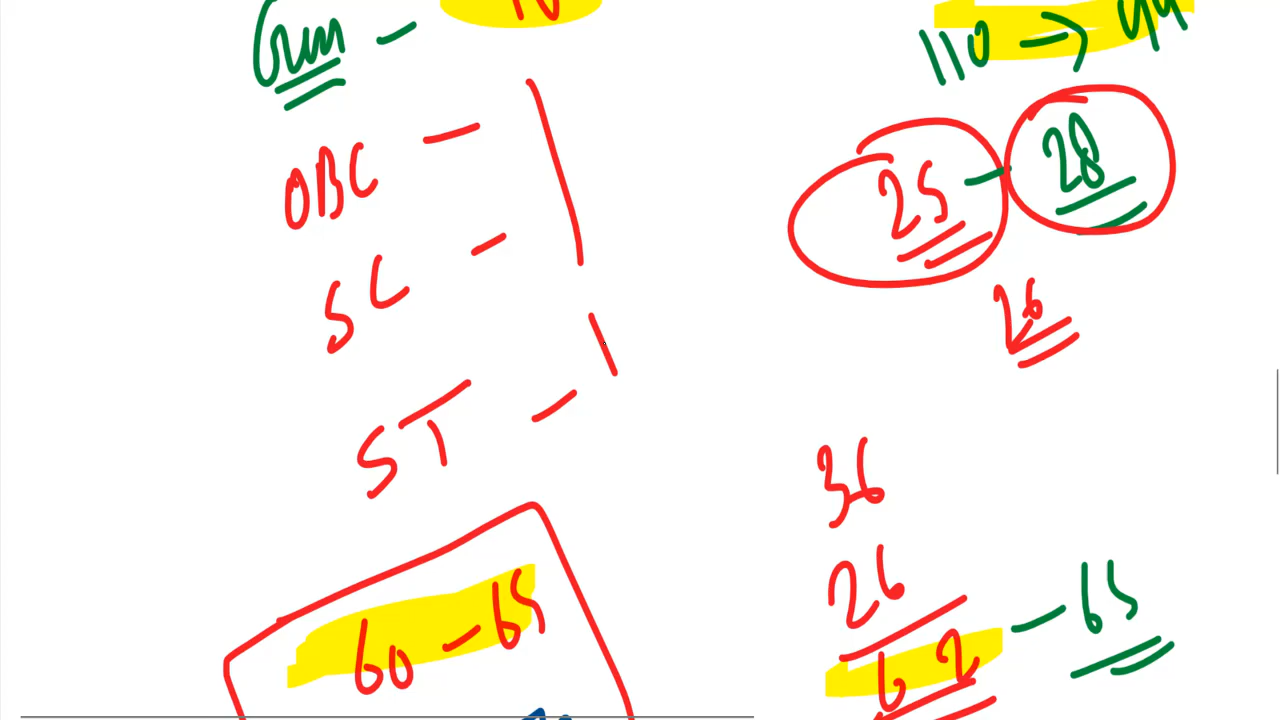 Gen -
110 → 99
OBC -
25 - 28
SC -
26
ST -
36
26
60 - 65
62 - 65